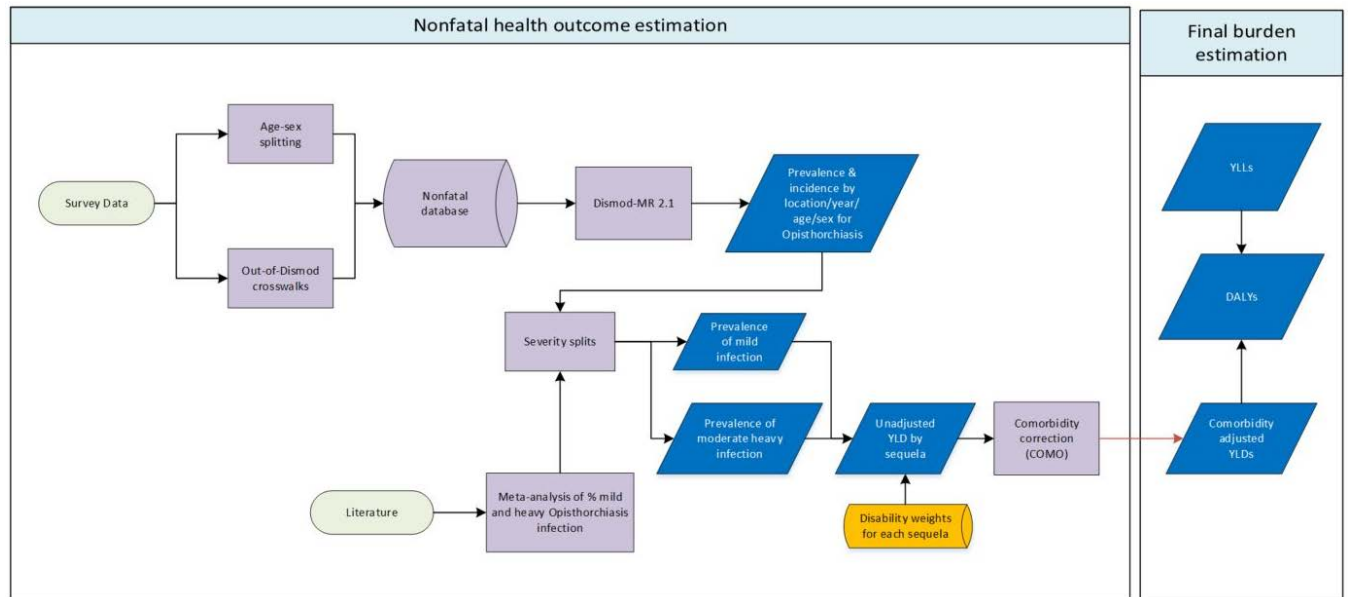 Nonfatal health outcome estimation
Final burden
estimation
Age-sex
splitting
Survey Data
Out-of-Dismod
crosswalks
Nonfatal
database
Dismod-MR 2.1
Prevalence &
incidence by
location/year/
age/sex for
Opisthorchiasis
Severity splits
Prevalence
of mild
infection
Prevalence of
moderate heavy
infection
Literature
Meta-analysis of % mild
and heavy Opisthorchiasis
infection
Unadjusted
YLD by
sequela
Disability weights
for each sequela
Comorbidity
correction
(COMO)
YLLs
DALYs
Comorbidity
adjusted
YLDs